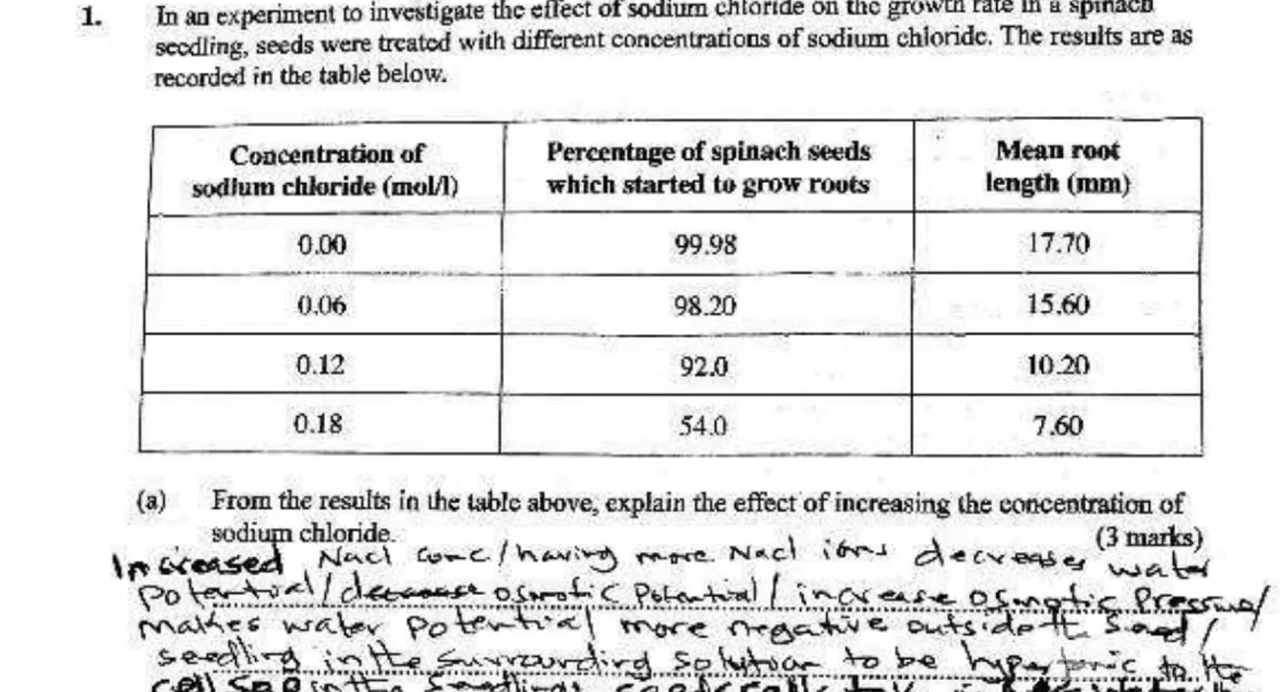 1. In an experiment to investigate the effect of sodium chloride on the growth rate in a spinach
seedling, seeds were treated with different concentrations of sodium chloride. The results are as
recorded in the table below.
Concentration of sodium chloride (mol/l) Percentage of spinach seeds which started to grow roots Mean root length (mm)
0.00 99.98 17.70
0.06 98.20 15.60
0.12 92.0 10.20
0.18 54.0 7.60
(a) From the results in the table above, explain the effect of increasing the concentration of
sodium chloride. (3 marks)
Increased Nacl conc/having more Nacl ions decreases water
Potential/decrease osmotic Potential/increase osmotic Pressure/
makes water potential more negative outside the seed/
seedling in the surrounding solution to be hypertonic to the
cell sap in the